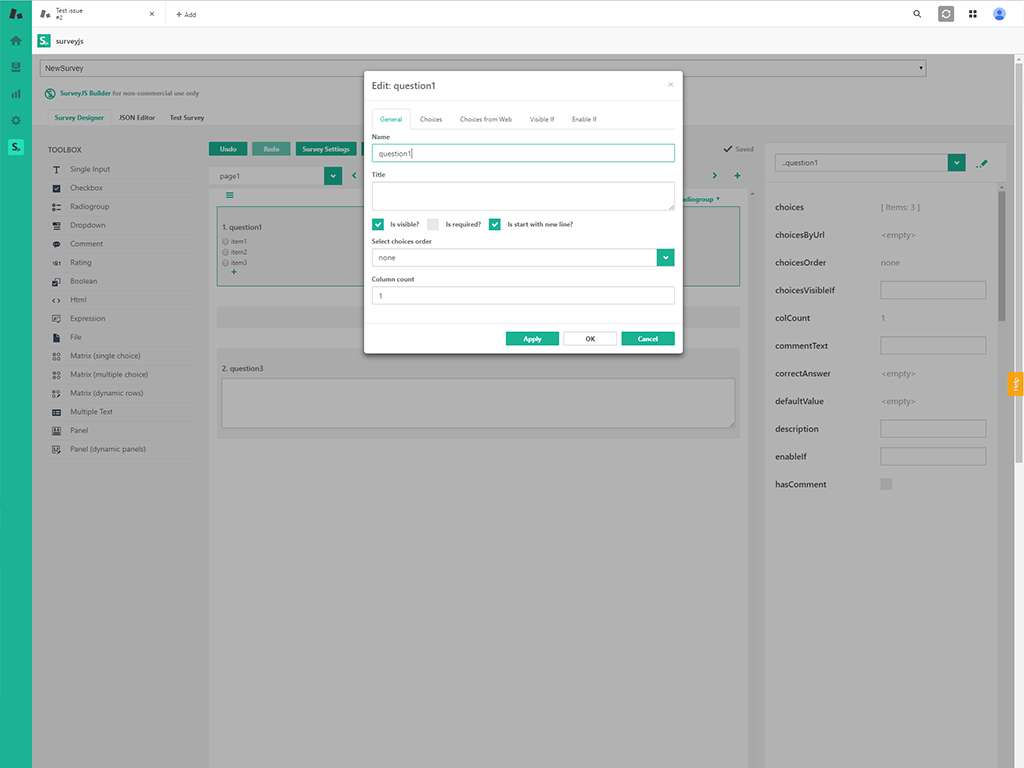 Test issue
#2
×
+ Add
S.
surveyjs
NewSurvey
SurveyJS Builder for non-commercial use only
Survey Designer
JSON Editor
Test Survey
TOOLBOX
Single Input
Checkbox
Radiogroup
Dropdown
Comment
Rating
Boolean
Html
Expression
File
Matrix (single choice)
Matrix (multiple choice)
Matrix (dynamic rows)
Multiple Text
Panel
Panel (dynamic panels)
Undo
Redo
Survey Settings
Saved
page1
1. question1
item1
item2
item3
+
2. question3
Edit: question1
×
General
Choices
Choices from Web
Visible If
Enable If
Name
question1
Title
Is visible?
Is required?
Is start with new line?
Select choices order
none
Column count
1
Apply
OK
Cancel
..question1
choices
[ Items: 3 ]
choicesByUrl
<empty>
choicesOrder
none
choicesVisibleIf
colCount
1
commentText
correctAnswer
<empty>
defaultValue
<empty>
description
enableIf
hasComment
Help